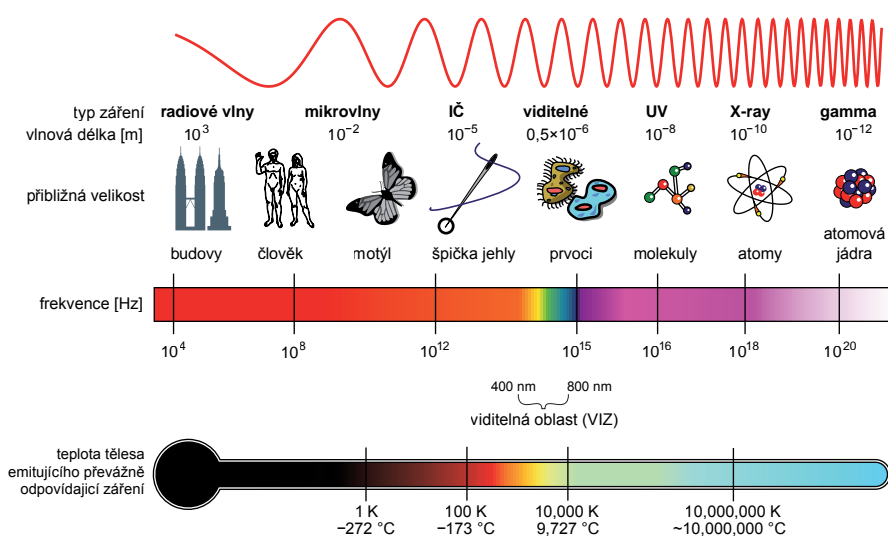 typ záření radiové vlny mikrovlny IČ viditelné UV X-ray gamma
vlnová délka [m] 10³ 10⁻² 10⁻⁵ 0,5×10⁻⁶ 10⁻⁸ 10⁻¹⁰ 10⁻¹²
přibližná velikost
budovy člověk motýl špička jehly prvoci molekuly atomy atomová
jádra
frekvence [Hz]
10⁴ 10⁸ 10¹² 10¹⁵ 10¹⁶ 10¹⁸ 10²⁰
400 nm 800 nm
viditelná oblast (VIZ)
teplota tělesa
emitujícího převážně
odpovídajicí záření
1 K 100 K 10,000 K 10,000,000 K
−272 °C −173 °C 9,727 °C ~10,000,000 °C